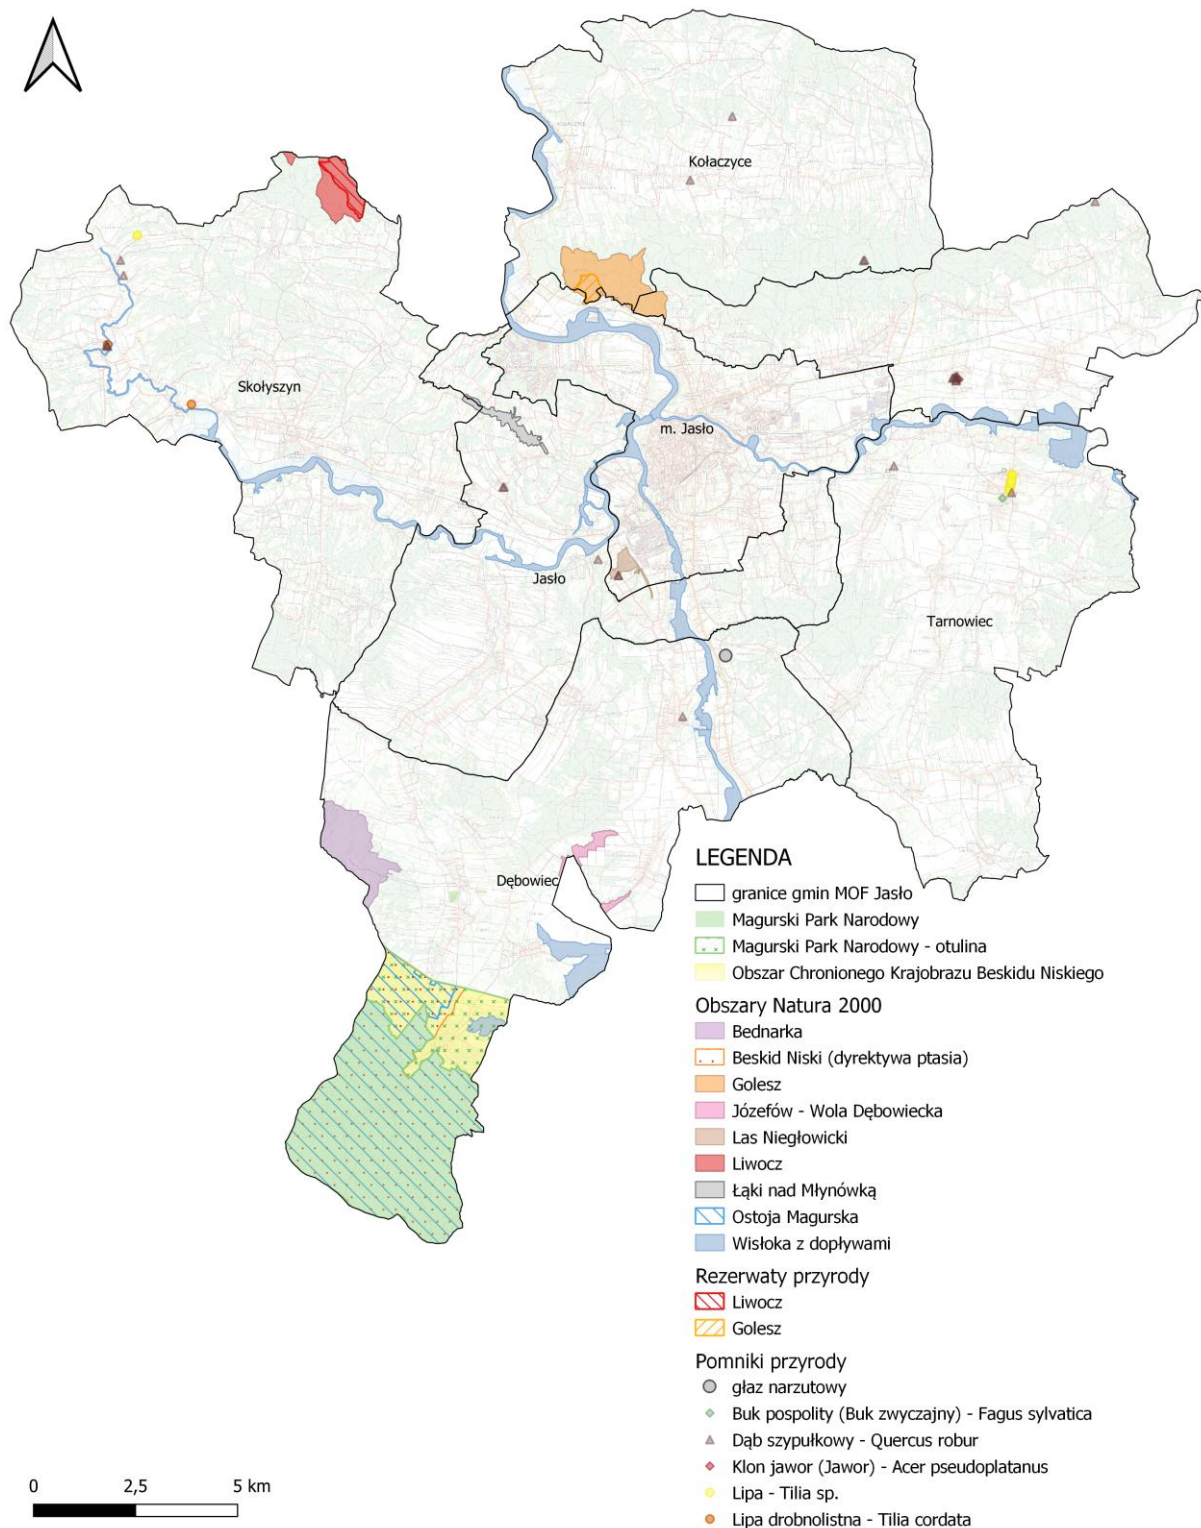 Kołaczyce
Skołyszyn
m. Jasło
Jasło
Tarnowiec
Dębowiec
LEGENDA
granice gmin MOF Jasło
Magurski Park Narodowy
Magurski Park Narodowy - otulina
Obszar Chronionego Krajobrazu Beskidu Niskiego
Obszary Natura 2000
Bednarka
Beskid Niski (dyrektywa ptasia)
Golesz
Józefów - Wola Dębowiecka
Las Niegłowicki
Liwocz
Łąki nad Młynówką
Ostoja Magurska
Wisłoka z dopływami
Rezerwaty przyrody
Liwocz
Golesz
Pomniki przyrody
głaz narzutowy
Buk pospolity (Buk zwyczajny) - Fagus sylvatica
Dąb szypułkowy - Quercus robur
Klon jawor (Jawor) - Acer pseudoplatanus
Lipa - Tilia sp.
Lipa drobnolistna - Tilia cordata
0 2,5 5 km